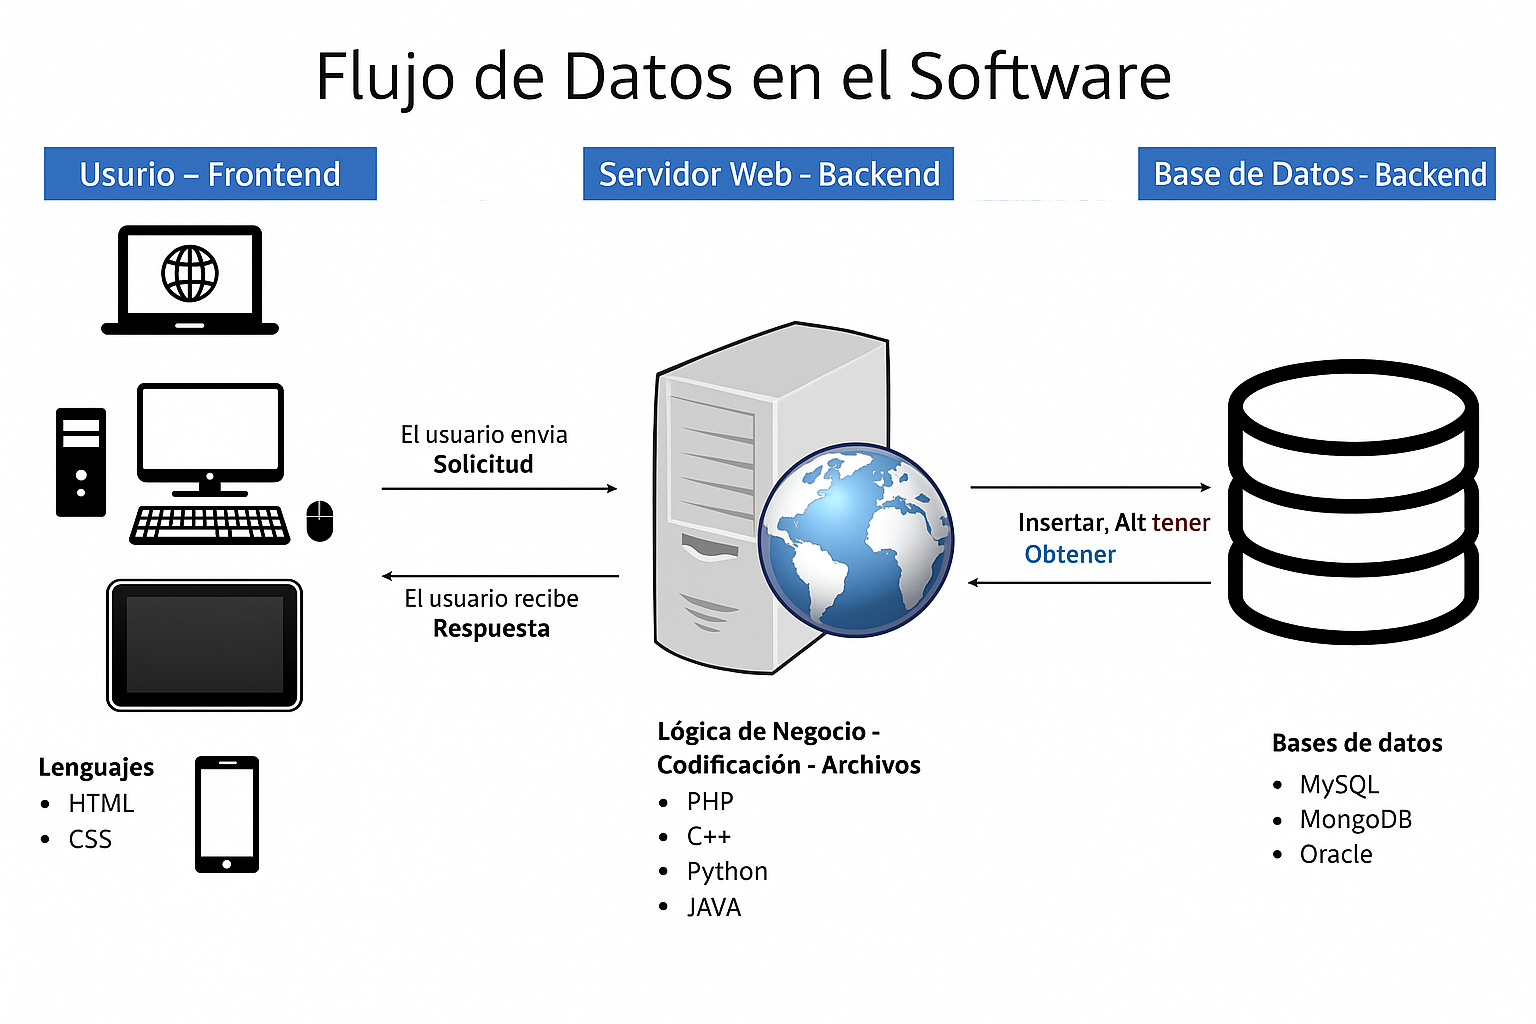 Flujo de Datos en el Software
Usurio – Frontend
Servidor Web - Backend
Base de Datos - Backend
El usuario envia
Solicitud
El usuario recibe
Respuesta
Insertar, Alt tener
Obtener
Lenguajes
• HTML
• CSS
Lógica de Negocio -
Codificación - Archivos
• PHP
• C++
• Python
• JAVA
Bases de datos
• MySQL
• MongoDB
• Oracle